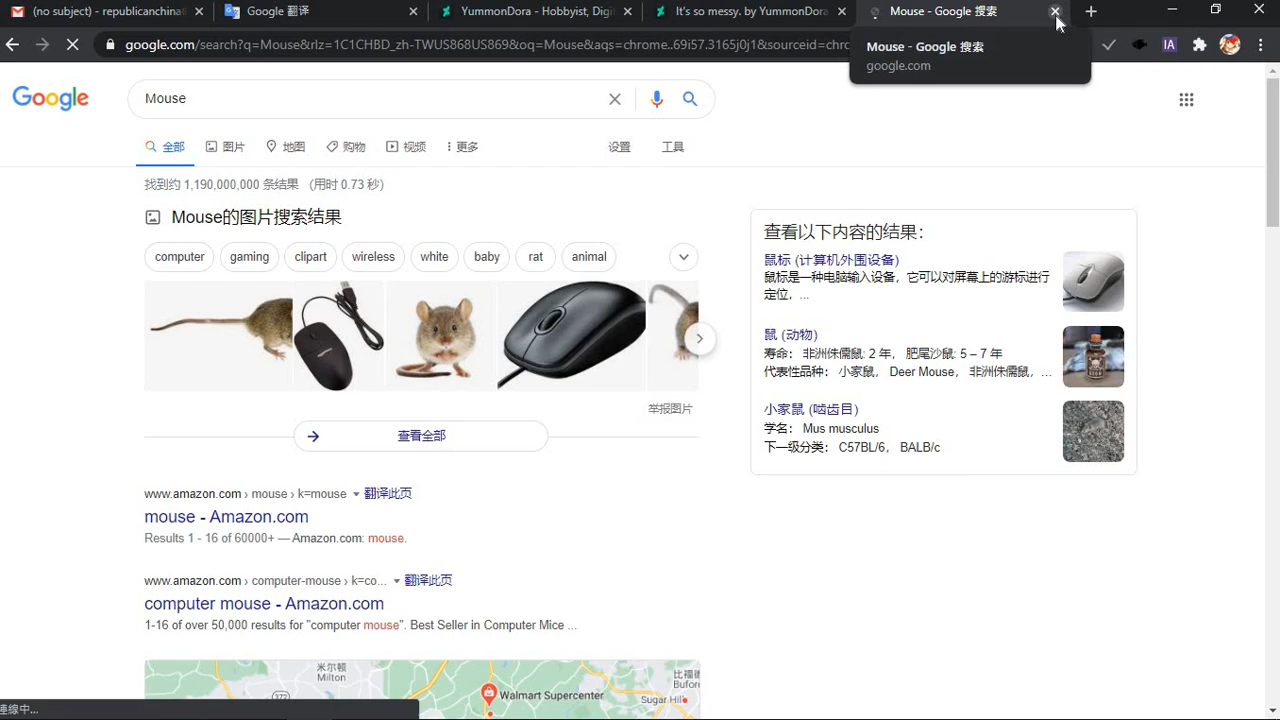 (no subject) - republicanchina
Google 翻译
YummonDora - Hobbyist, Digi
It's so messy. by YummonDora
Mouse - Google 搜索
google.com/search?q=Mouse&rlz=1C1CHBD_zh-TWUS868US869&oq=Mouse&aqs=chrome..69i57.3165j0j1&sourceid=chro
IA
Mouse - Google 搜索
google.com
Google
Mouse
全部
图片
地图
购物
视频
更多
设置
工具
找到约 1,190,000,000 条结果 （用时 0.73 秒）
Mouse的图片搜索结果
computer
gaming
clipart
wireless
white
baby
rat
animal
举报图片
查看全部
www.amazon.com › mouse › k=mouse 翻译此页
mouse - Amazon.com
Results 1 - 16 of 60000+ — Amazon.com: mouse.
www.amazon.com › computer-mouse › k=co... 翻译此页
computer mouse - Amazon.com
1-16 of over 50,000 results for "computer mouse". Best Seller in Computer Mice ...
米尔顿
Milton
372
Walmart Supercenter
比福德
Buford
Sugar Hill
查看以下内容的结果：
鼠标 (计算机外围设备)
鼠标是一种电脑输入设备，它可以对屏幕上的游标进行
定位，...
鼠 (动物)
寿命： 非洲侏儒鼠: 2 年， 肥尾沙鼠: 5 – 7 年
代表性品种： 小家鼠， Deer Mouse， 非洲侏儒鼠，...
小家鼠 (啮齿目)
学名： Mus musculus
下一级分类： C57BL/6， BALB/c
連線中...